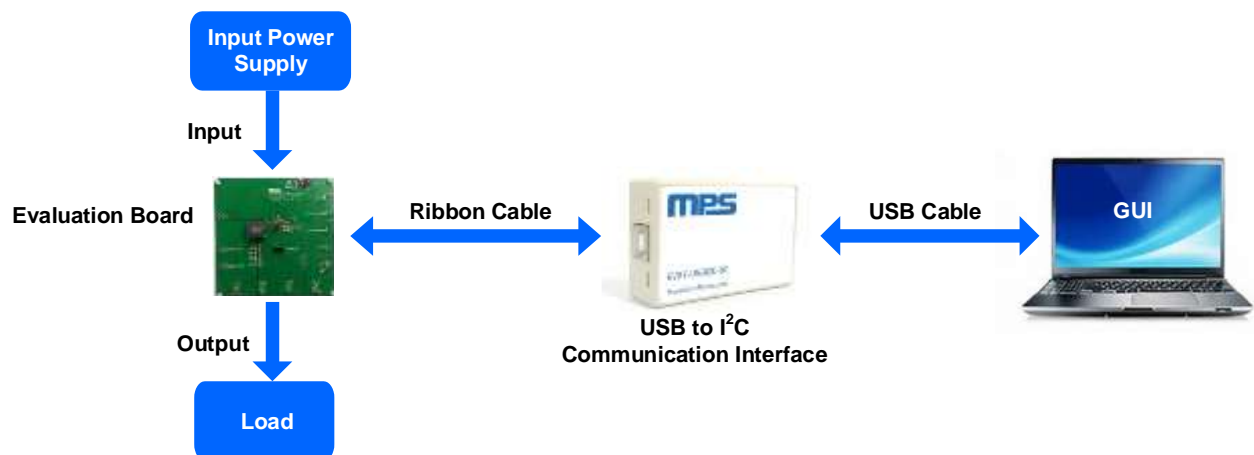 Input Power
Supply
Input
Evaluation Board
Ribbon Cable
mps
USB Cable
GUI
USB to I²C
Communication Interface
Output
Load